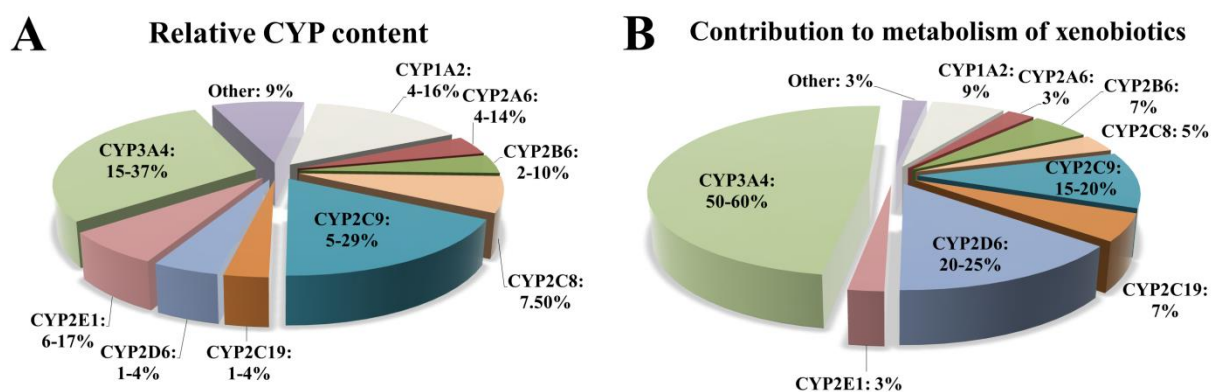 A
Relative CYP content
Other: 9%
CYP1A2:
4-16%
CYP2A6:
4-14%
CYP2B6:
2-10%
CYP3A4:
15-37%
CYP2C9:
5-29%
CYP2C8:
7.50%
CYP2E1:
6-17%
CYP2D6:
1-4%
CYP2C19:
1-4%
B
Contribution to metabolism of xenobiotics
Other: 3%
CYP1A2:
9%
CYP2A6:
3%
CYP2B6:
7%
CYP2C8: 5%
CYP2C9:
15-20%
CYP3A4:
50-60%
CYP2D6:
20-25%
CYP2C19:
7%
CYP2E1: 3%